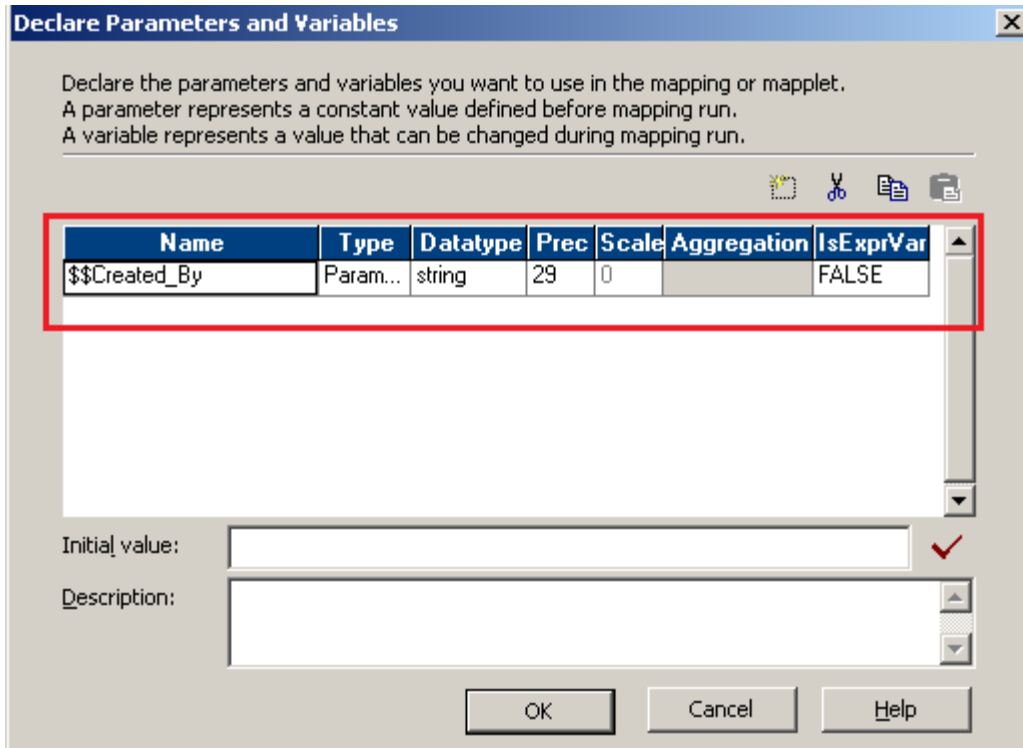 Declare Parameters and Variables
Declare the parameters and variables you want to use in the mapping or mapplet.
A parameter represents a constant value defined before mapping run.
A variable represents a value that can be changed during mapping run.
Name Type Datatype Prec Scale Aggregation IsExprVar
$$Created_By Param... string 29 0 FALSE
Initial value:
Description:
OK Cancel Help